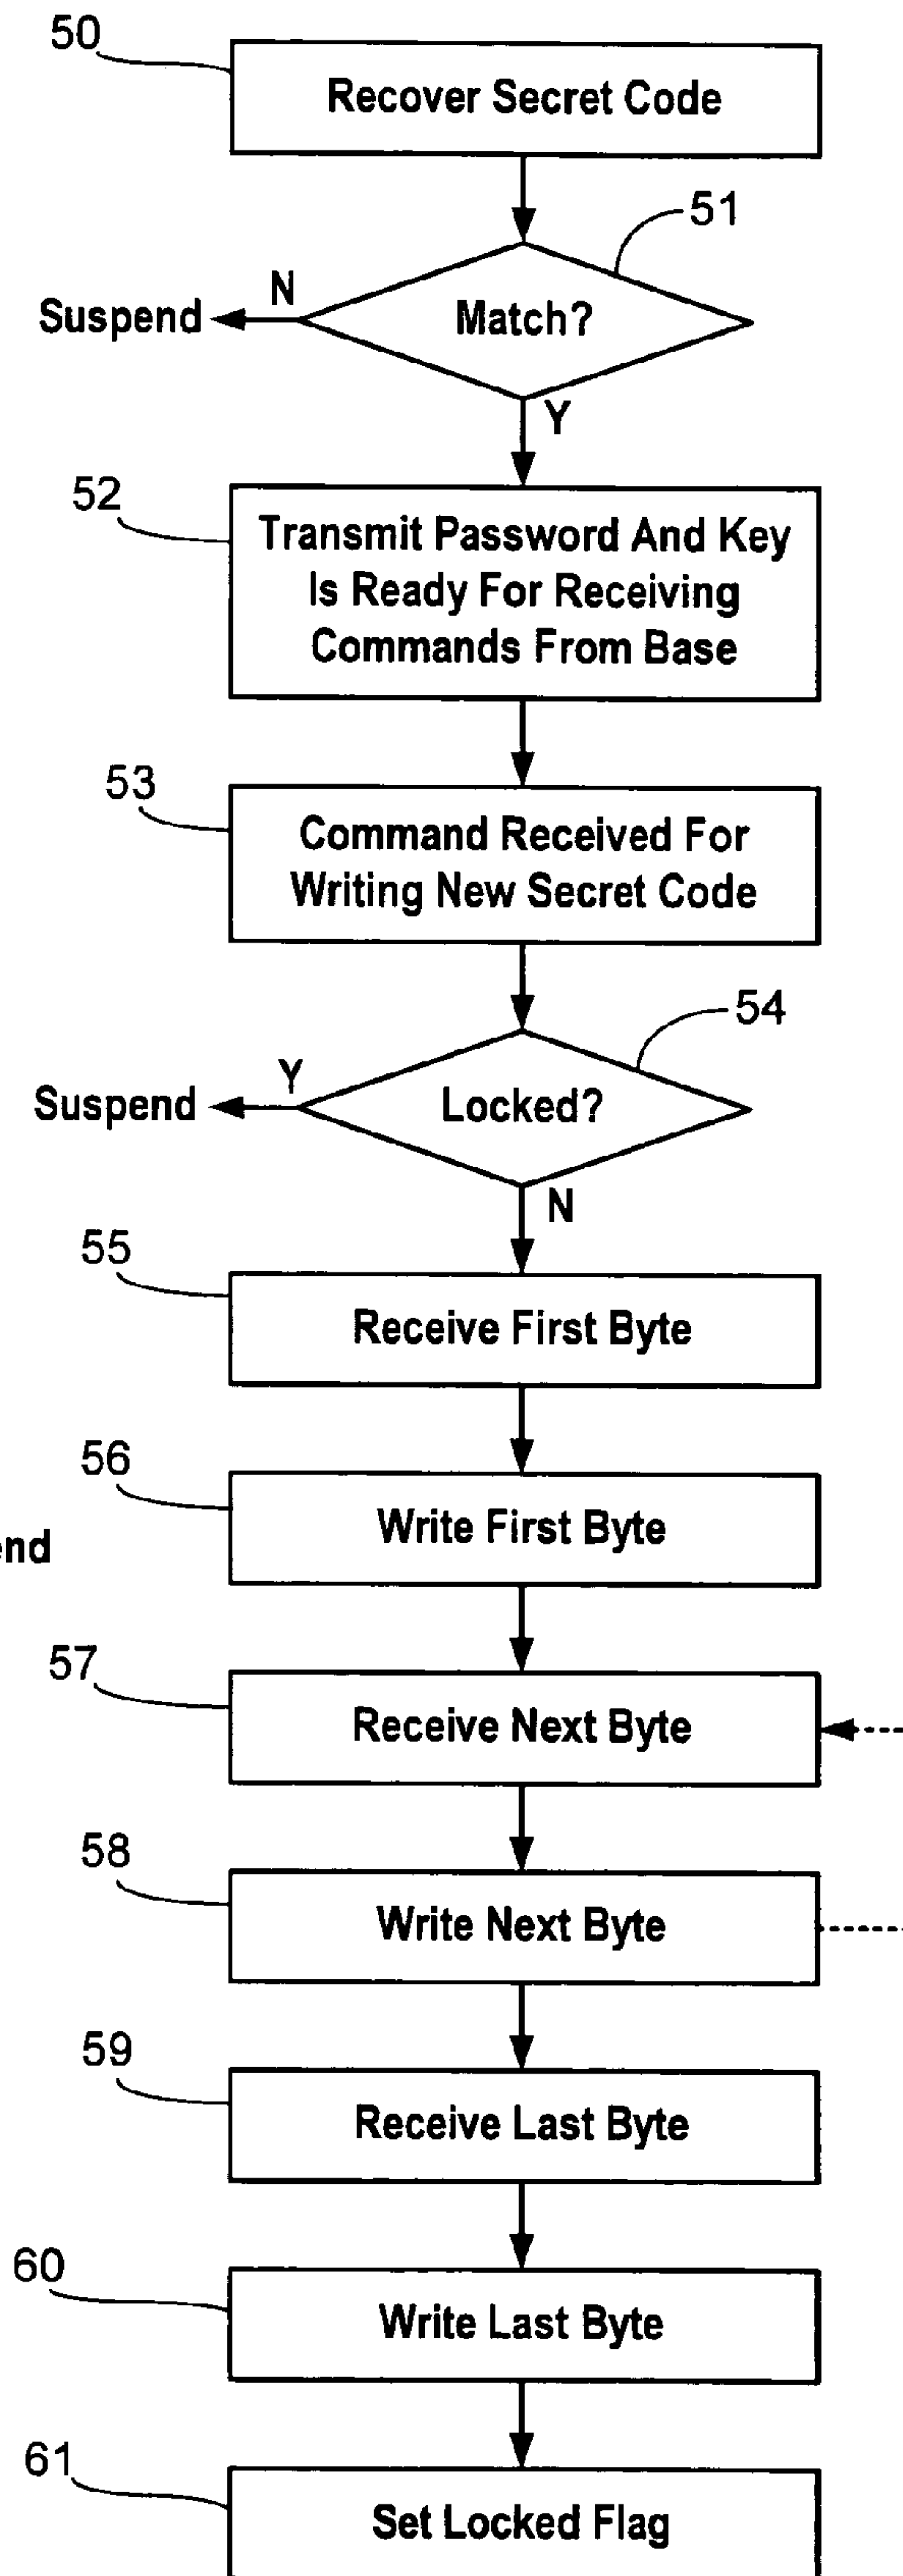 50
Recover Secret Code
51
N
Suspend
Match?
Y
52
Transmit Password And Key
Is Ready For Receiving
Commands From Base
53
Command Received For
Writing New Secret Code
54
Y
Suspend
Locked?
N
55
Receive First Byte
56
Write First Byte
end
57
Receive Next Byte
58
Write Next Byte
59
Receive Last Byte
60
Write Last Byte
61
Set Locked Flag